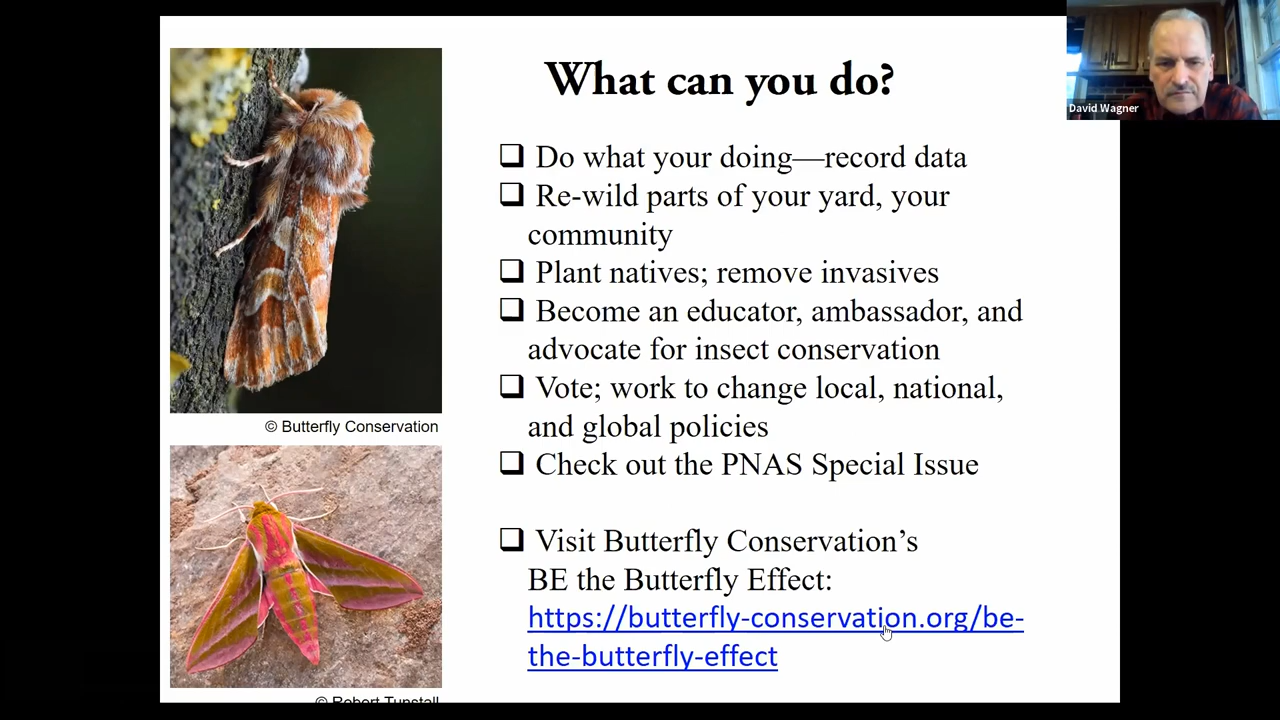 What can you do?
David Wagner
❑ Do what your doing—record data
❑ Re-wild parts of your yard, your
community
❑ Plant natives; remove invasives
❑ Become an educator, ambassador, and
advocate for insect conservation
❑ Vote; work to change local, national,
and global policies
© Butterfly Conservation
❑ Check out the PNAS Special Issue
❑ Visit Butterfly Conservation’s
BE the Butterfly Effect:
https://butterfly-conservation.org/be-
the-butterfly-effect
© Robert Tunstall